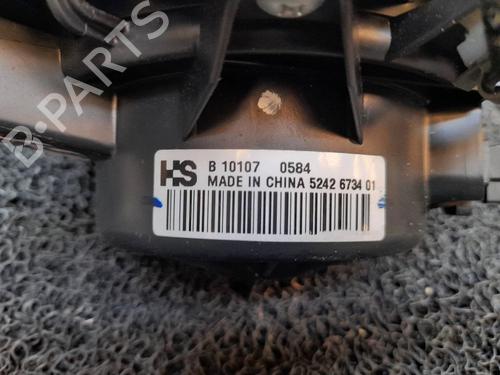 B-PARTS
HS B 10107 0584
MADE IN CHINA 5242 6734 01